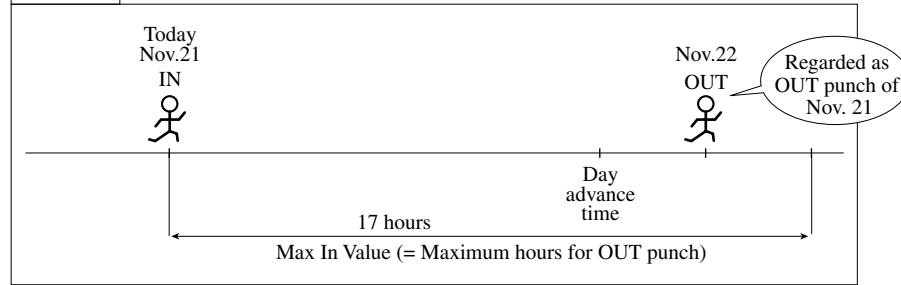 Today
Nov.21
IN
Nov.22
OUT
Regarded as
OUT punch of
Nov. 21
Day
advance
time
17 hours
Max In Value (= Maximum hours for OUT punch)